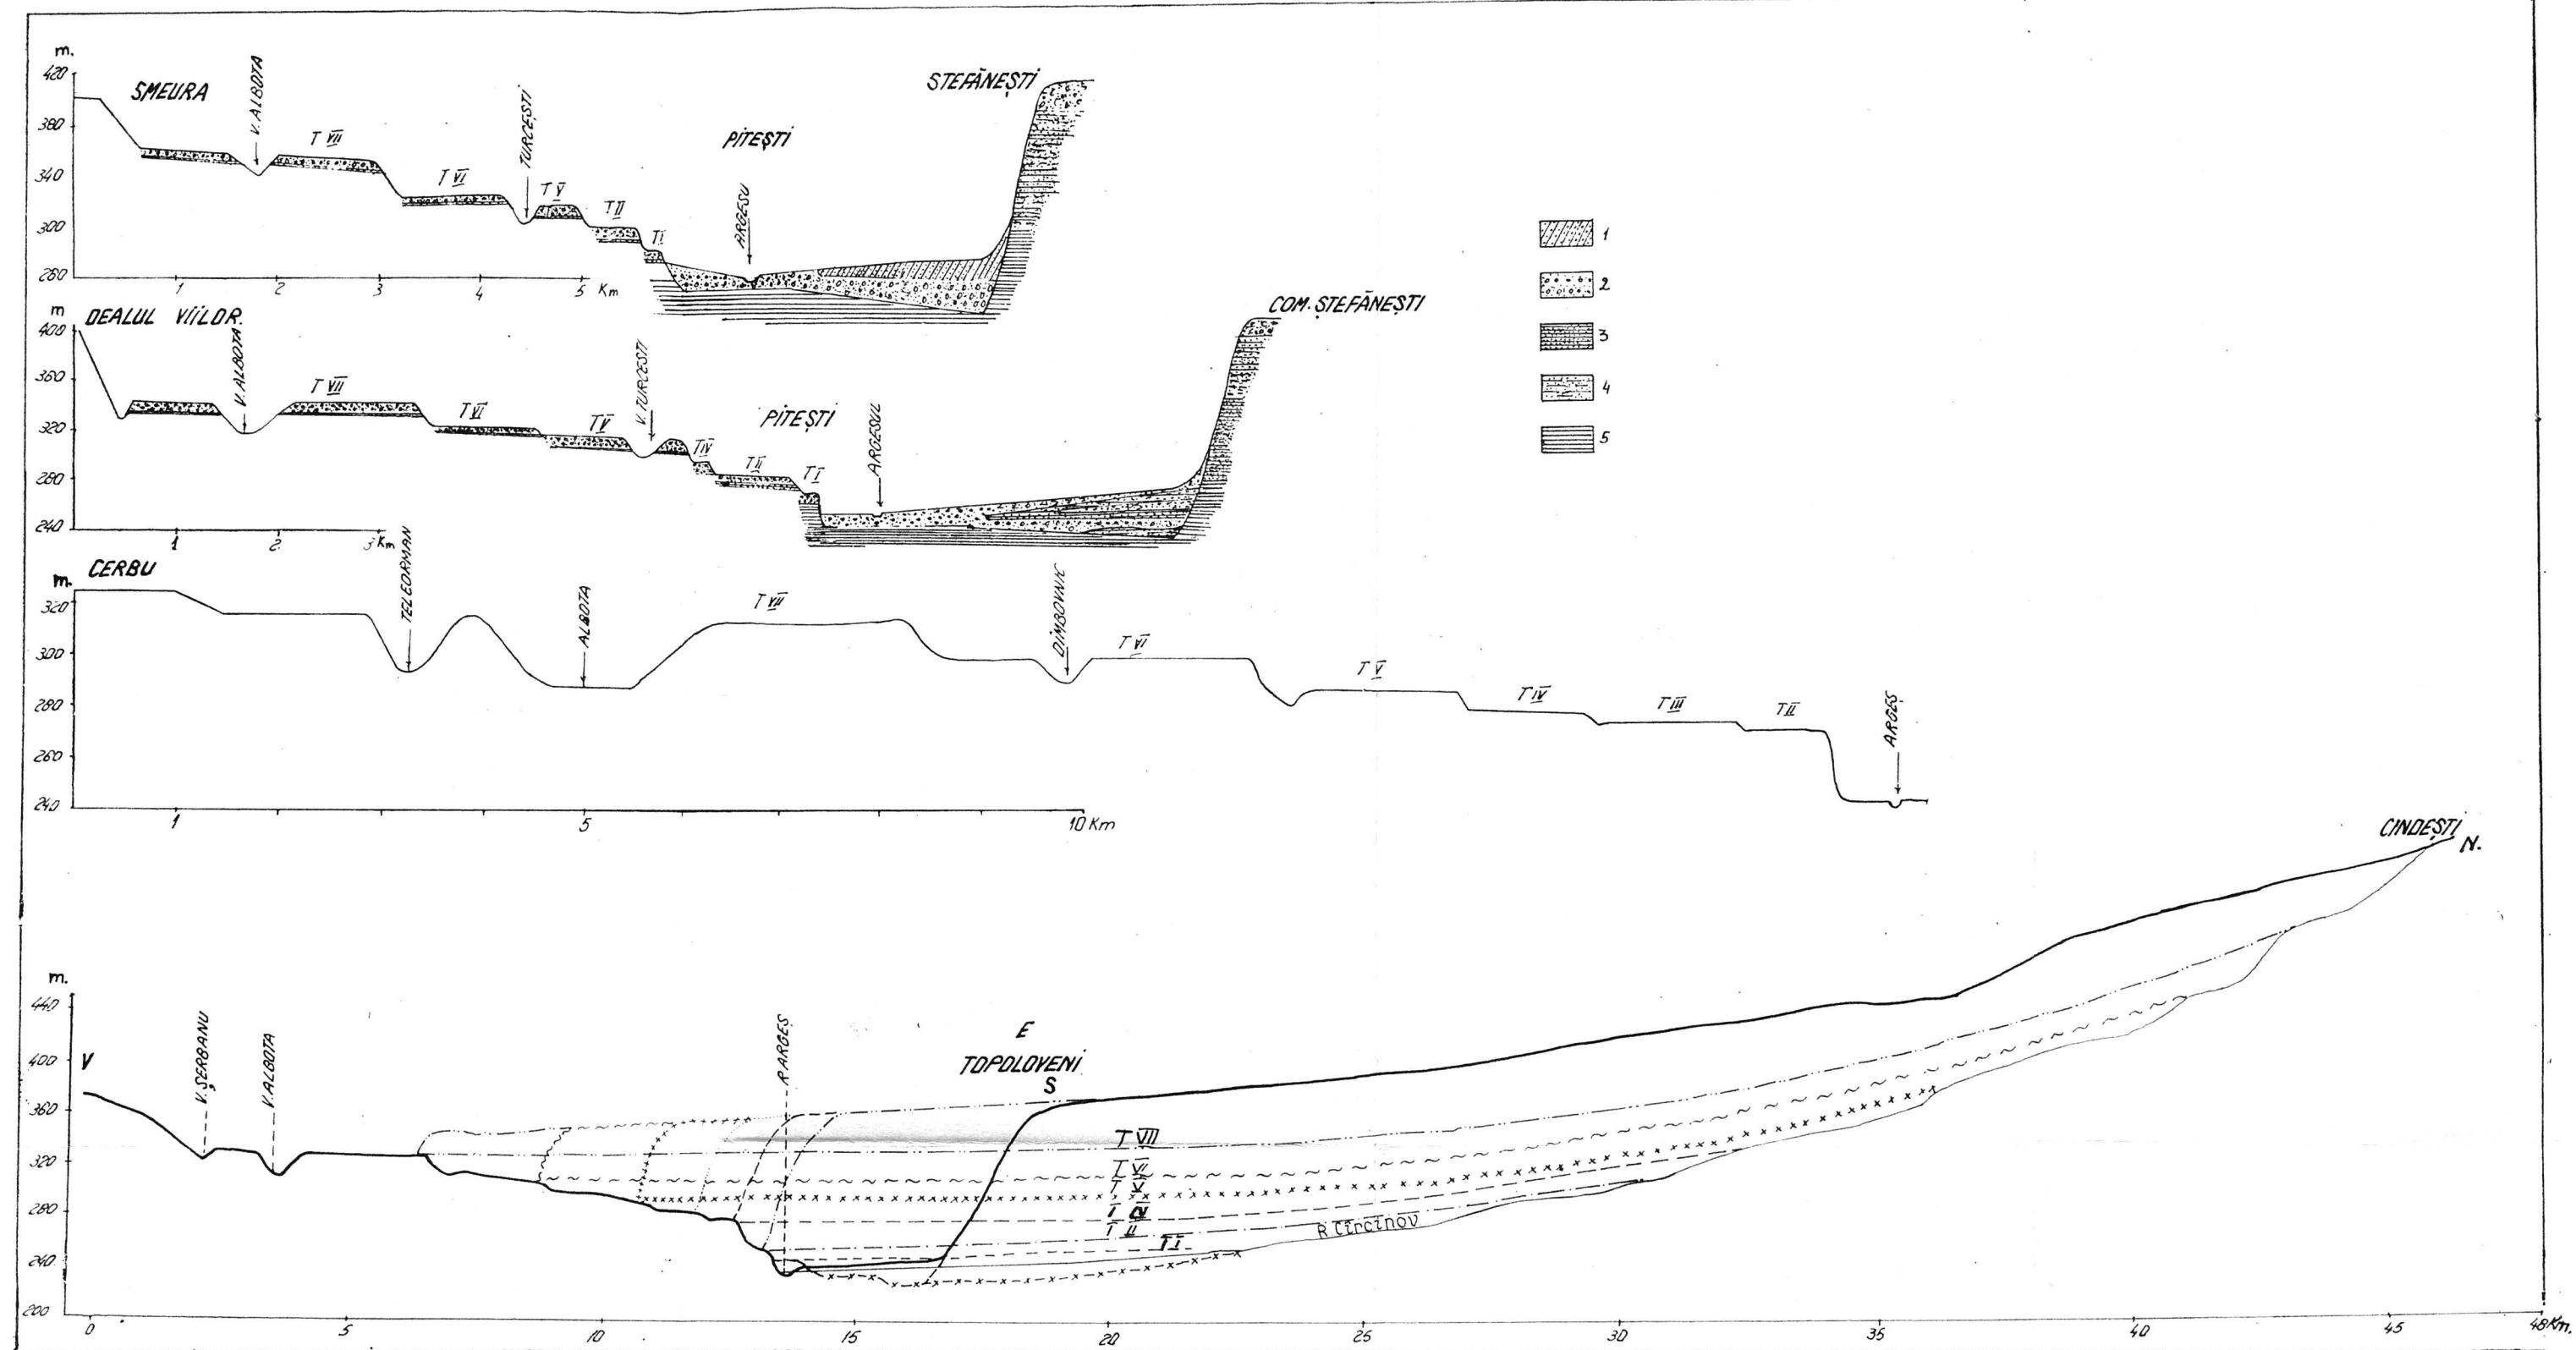 m.
420
380
340
300
260
SMEURA
V. ALBOTA
T VII
T VI
TURCEȘTI
T V
T II
T I
PITEȘTI
ARGEȘU
ȘTEFĂNEȘTI
1 2 3 4 5 Km
1
2
3
4
5
m
400
360
320
280
240
DEALUL VIILOR.
V. ALBOTA
T VII
T VI
T V
V. TURCEȘTI
T IV
T II
T I
PITEȘTI
ARGEȘUL
COM. ȘTEFĂNEȘTI
1 2 3 Km
m.
320
300
280
260
240
CERBU
TELEORMAN
ALBOTA
T VII
DÎMBOVNIC
T VI
T V
T IV
T III
T II
ARGEȘ
1 5 10 Km
m.
440
400
360
320
280
240
200
V
V. ȘERBANU
V. ALBOTA
R. ARGEȘ
E
TOPOLOVENI
S
CINDEȘTI
N.
T VII
T VI
T V
T IV
T II
T I
R Cîrcinov
0 5 10 15 20 25 30 35 40 45 48 Km.